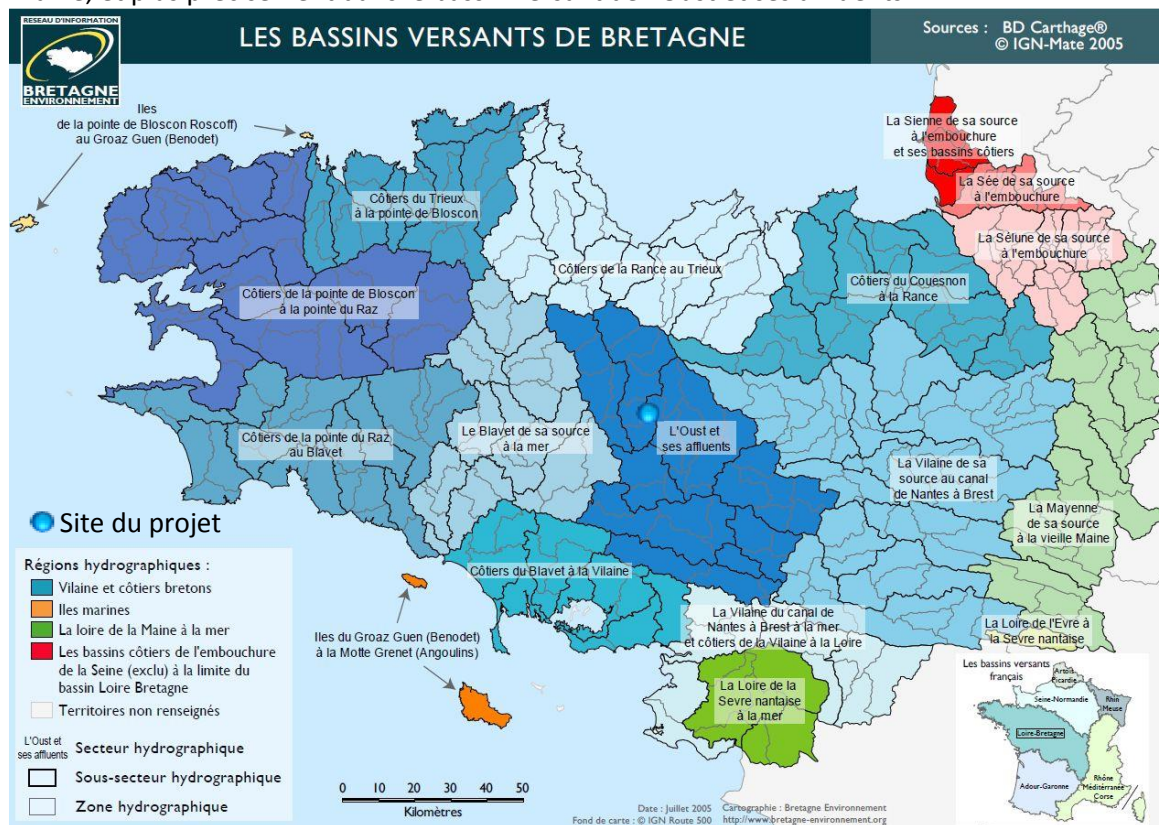 LES BASSINS VERSANTS DE BRETAGNE
Sources : BD Carthage®
© IGN-Mate 2005
RESEAU D'INFORMATION
BRETAGNE
ENVIRONNEMENT
Iles
de la pointe de Bloscon Roscoff)
au Groaz Guen (Benodet)
Côtiers du Trieux
à la pointe de Bloscon
Côtiers de la pointe de Bloscon
à la pointe du Raz
Côtiers de la Rance au Trieux
La Sienne de sa source
à l'embouchure
et ses bassins côtiers
La Sée de sa source
à l'embouchure
La Sélune de sa source
à l'embouchure
Côtiers du Couesnon
à la Rance
Côtiers de la pointe du Raz
au Blavet
Le Blavet de sa source
à la mer
L'Oust et
ses affluents
La Vilaine de sa
source au canal
de Nantes à Brest
La Mayenne
de sa source
à la vieille Maine
Côtiers du Blavet à la Vilaine
La Vilaine du canal de
Nantes à Brest à la mer
et côtiers de la Vilaine à la Loire
La Loire de l'Evre à
la Sevre nantaise
Iles du Groaz Guen (Benodet)
à la Motte Grenet (Angoulins)
La Loire de la
Sevre nantaise
à la mer
Site du projet
Régions hydrographiques :
Vilaine et côtiers bretons
Iles marines
La loire de la Maine à la mer
Les bassins côtiers de l'embouchure
de la Seine (exclu) à la limite du
bassin Loire Bretagne
Territoires non renseignés
L'Oust et
ses affluents
Secteur hydrographique
Sous-secteur hydrographique
Zone hydrographique
0 10 20 30 40 50
Kilomètres
Date : Juillet 2005 Cartographie : Bretagne Environnement
Fond de carte : © IGN Route 500 http://www.bretagne-environnement.org
Les bassins versants
français
Artois
Picardie
Seine-Normandie
Rhin
Meuse
Loire-Bretagne
Adour-Garonne
Rhône
Méditérranée
Corse